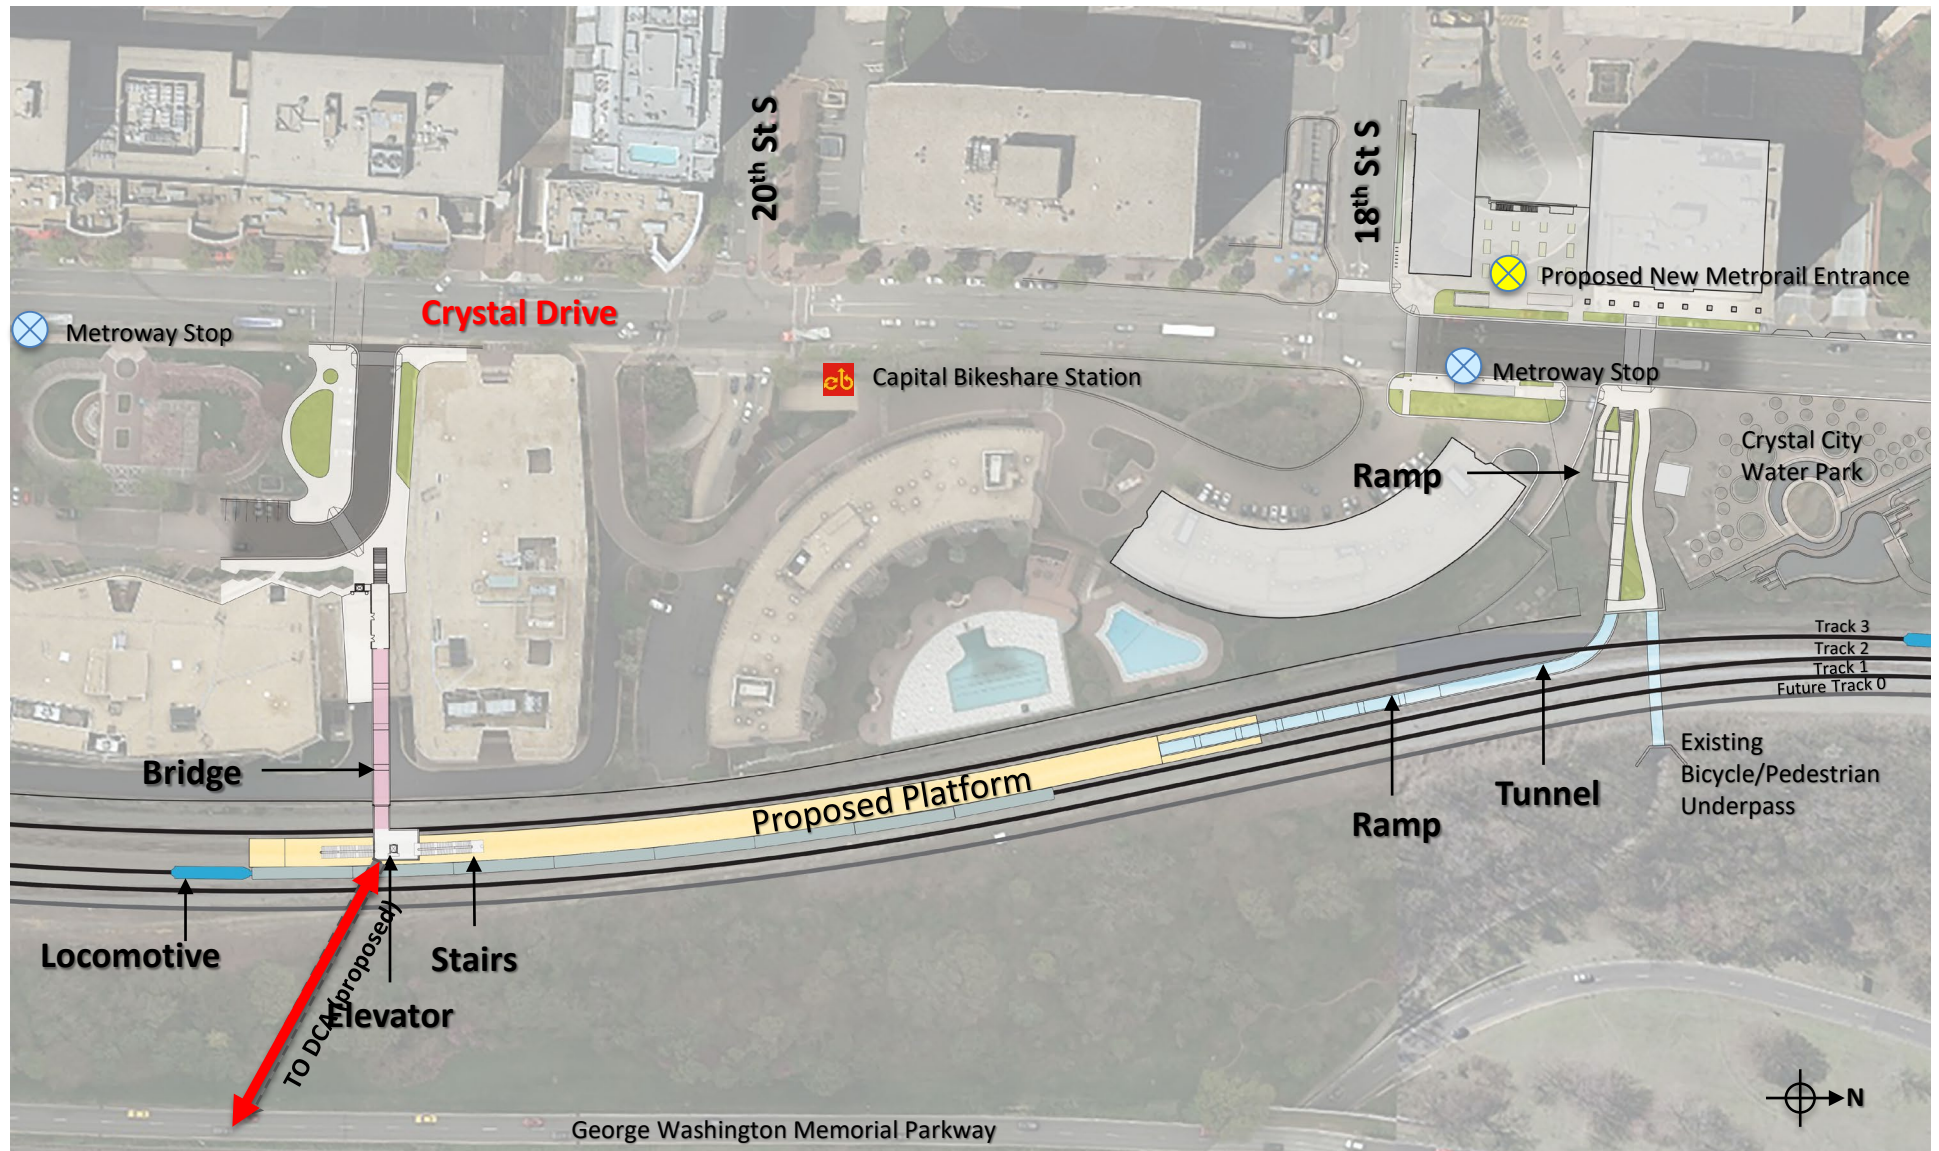 20th St S
18th St S
Proposed New Metrorail Entrance
Crystal Drive
Metroway Stop
Capital Bikeshare Station
Metroway Stop
Crystal City
Water Park
Ramp
Track 3
Track 2
Track 1
Future Track 0
Existing
Bicycle/Pedestrian
Underpass
Bridge
Proposed Platform
Tunnel
Ramp
Locomotive
Stairs
Elevator
TO DCA (proposed)
N
George Washington Memorial Parkway
cb